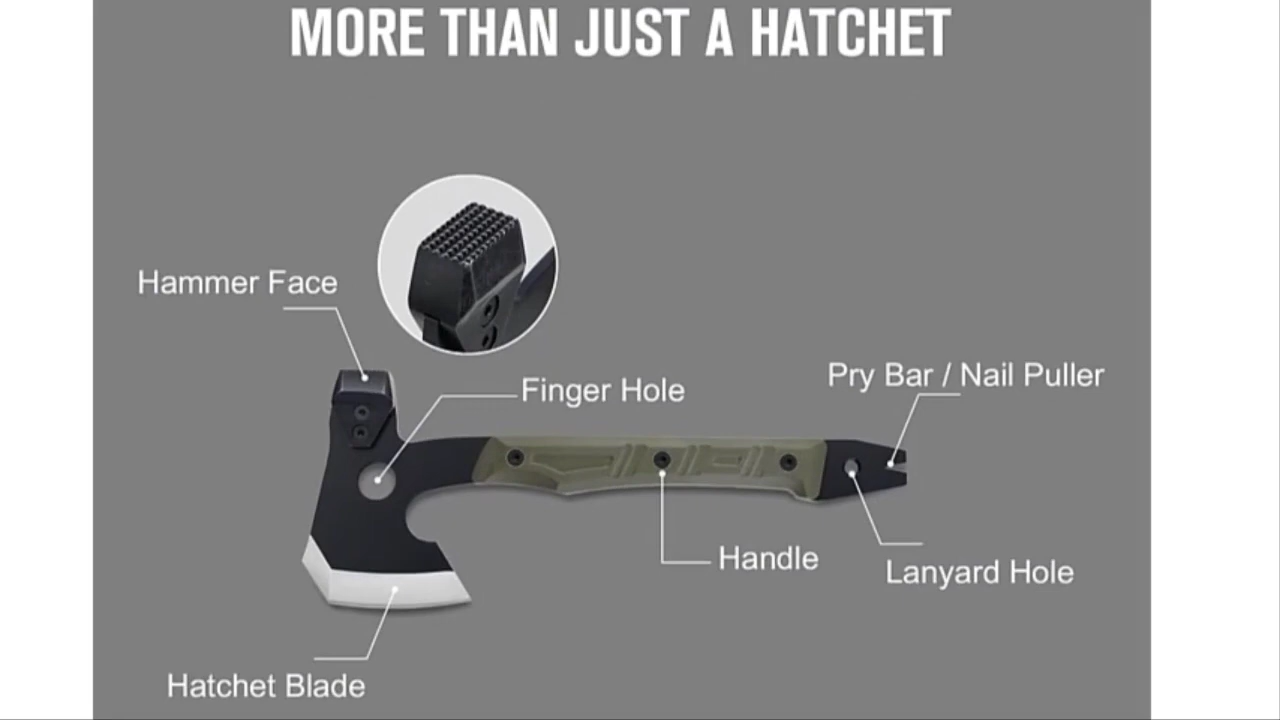 MORE THAN JUST A HATCHET
Hammer Face
Pry Bar / Nail Puller
Finger Hole
Handle
Lanyard Hole
Hatchet Blade